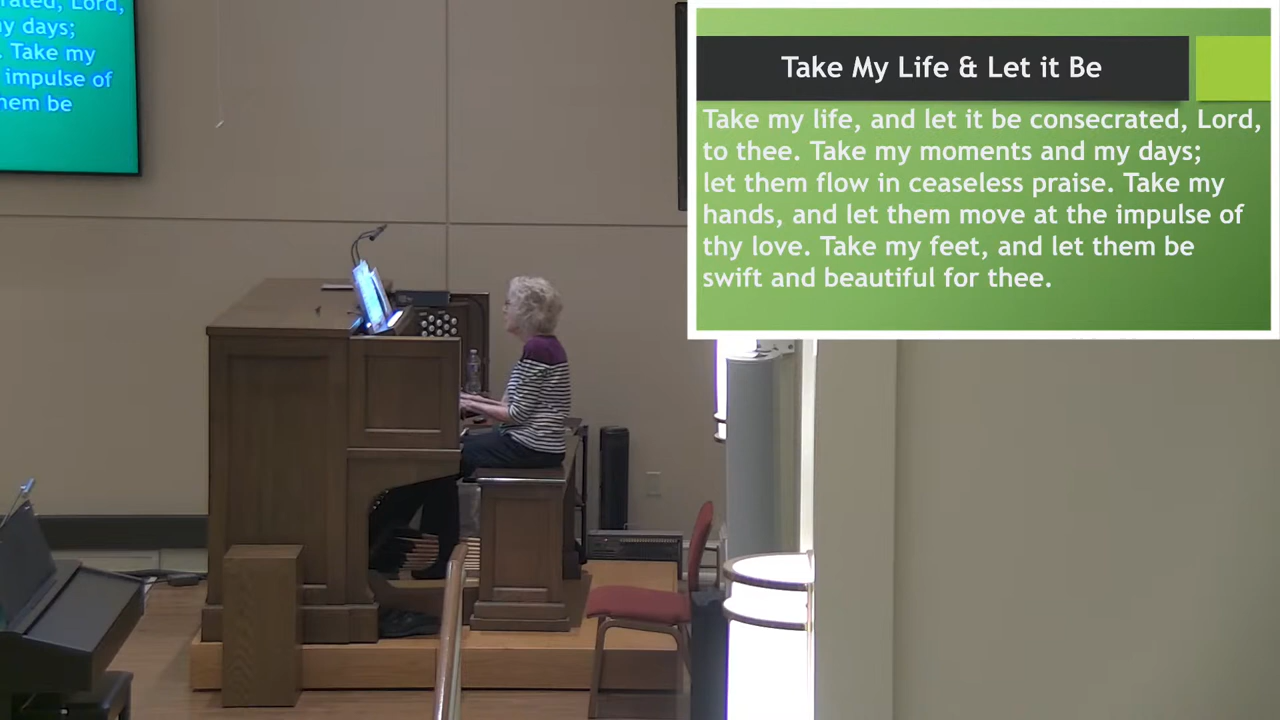 rated, Lord,
y days;
. Take my
impulse of
hem be
Take My Life & Let it Be
Take my life, and let it be consecrated, Lord,
to thee. Take my moments and my days;
let them flow in ceaseless praise. Take my
hands, and let them move at the impulse of
thy love. Take my feet, and let them be
swift and beautiful for thee.